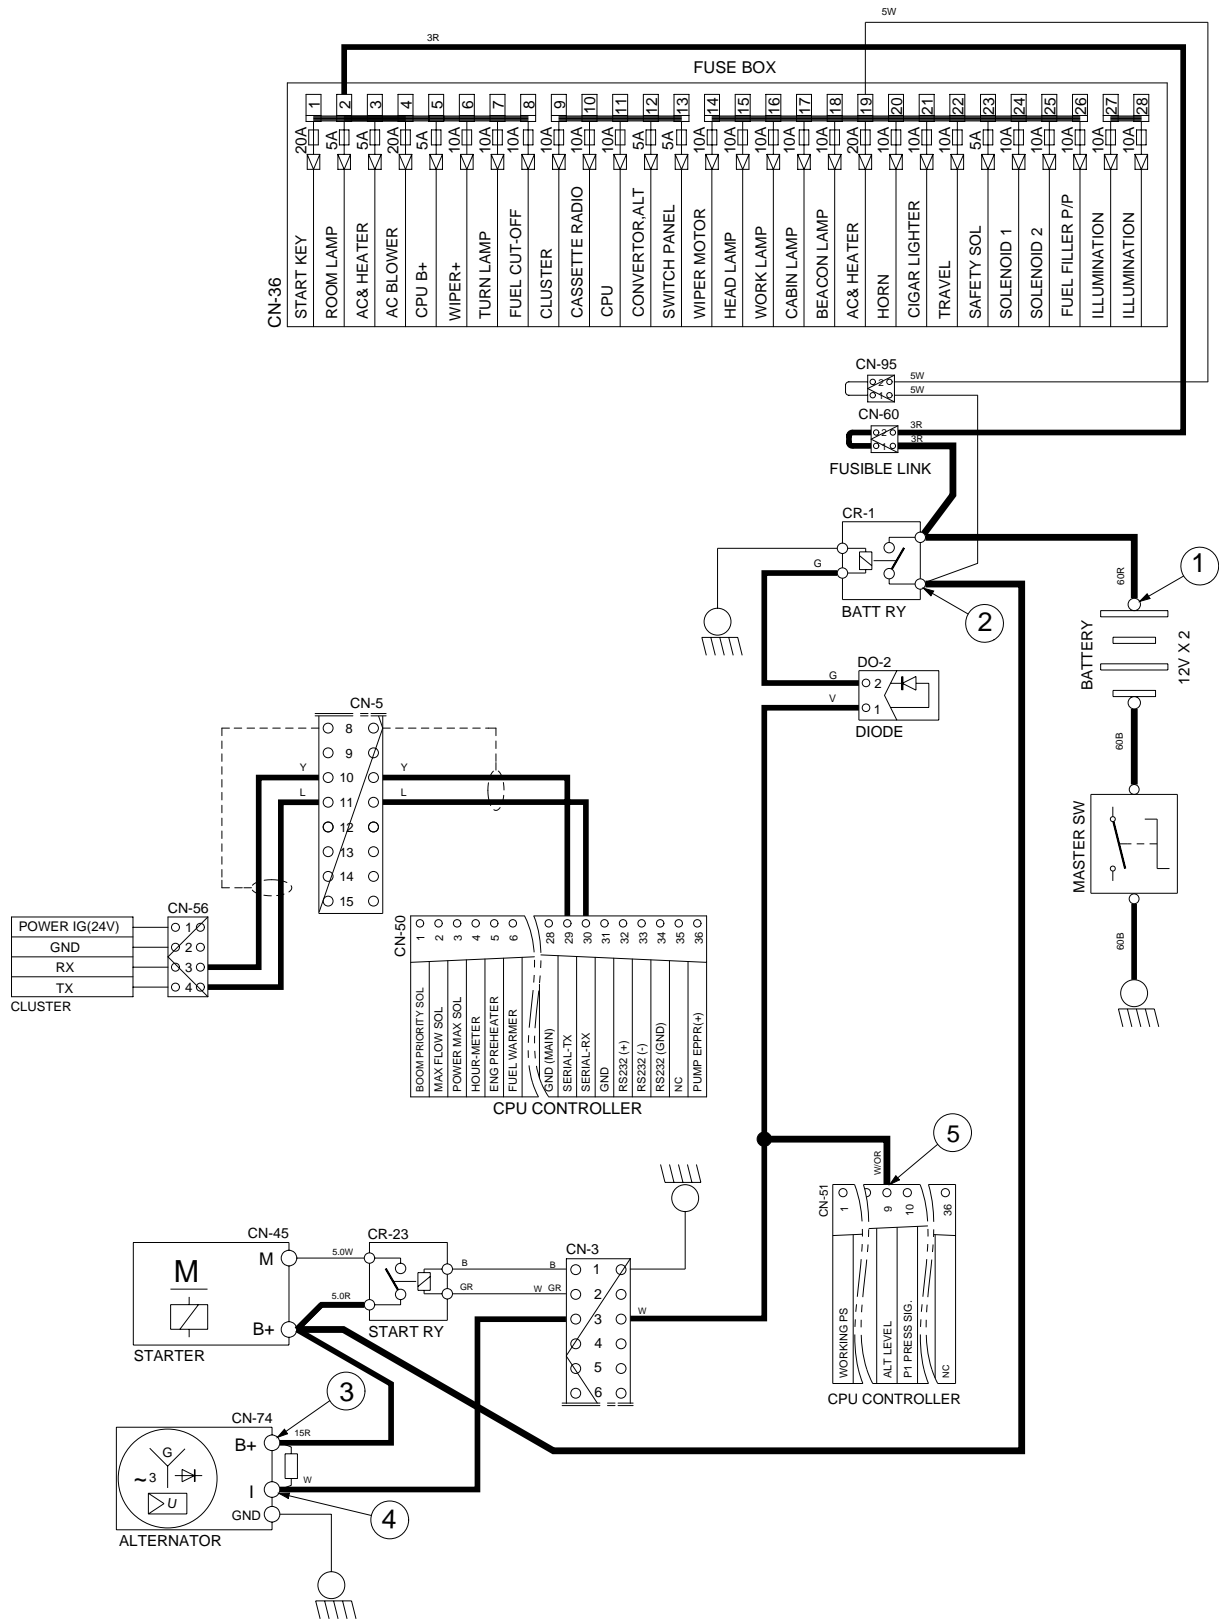 5W
3R
FUSE BOX
1 2 3 4 5 6 7 8 9 10 11 12 13 14 15 16 17 18 19 20 21 22 23 24 25 26 27 28
20A 5A 5A 20A 5A 10A 10A 10A 10A 10A 10A 5A 5A 10A 10A 10A 10A 10A 20A 10A 10A 10A 5A 10A 10A 10A 10A 10A
START KEY
ROOM LAMP
AC& HEATER
AC BLOWER
CPU B+
WIPER+
TURN LAMP
FUEL CUT-OFF
CLUSTER
CASSETTE RADIO
CPU
CONVERTOR,ALT
SWITCH PANEL
WIPER MOTOR
HEAD LAMP
WORK LAMP
CABIN LAMP
BEACON LAMP
AC& HEATER
HORN
CIGAR LIGHTER
TRAVEL
SAFETY SOL
SOLENOID 1
SOLENOID 2
FUEL FILLER P/P
ILLUMINATION
ILLUMINATION
CN-36
CN-95
2 5W
1 5W
CN-60
2 3R
1 3R
FUSIBLE LINK
CR-1
G
BATT RY
1
2
60R
BATTERY
12V X 2
60B
MASTER SW
60B
DO-2
G 2
V 1
DIODE
CN-5
8
9
Y 10 Y
L 11 L
12
13
14
15
CN-56
POWER IG(24V) 1
GND 2
RX 3
TX 4
CLUSTER
CN-50
1 2 3 4 5 6 28 29 30 31 32 33 34 35 36
BOOM PRIORITY SOL
MAX FLOW SOL
POWER MAX SOL
HOUR-METER
ENG PREHEATER
FUEL WARMER
GND (MAIN)
SERIAL-TX
SERIAL-RX
GND
RS232 (+)
RS232 (-)
RS232 (GND)
NC
PUMP EPPR(+)
CPU CONTROLLER
5
W/OR
CN-51
1 9 10 36
WORKING PS
ALT LEVEL
P1 PRESS SIG.
NC
CPU CONTROLLER
CN-45
M
M
B+
STARTER
5.0W
5.0R
CR-23
START RY
B B
GR W GR
CN-3
1
2
3 W
4
5
6
3
CN-74
B+ 15R
G
~3
U
I W
GND
ALTERNATOR
4